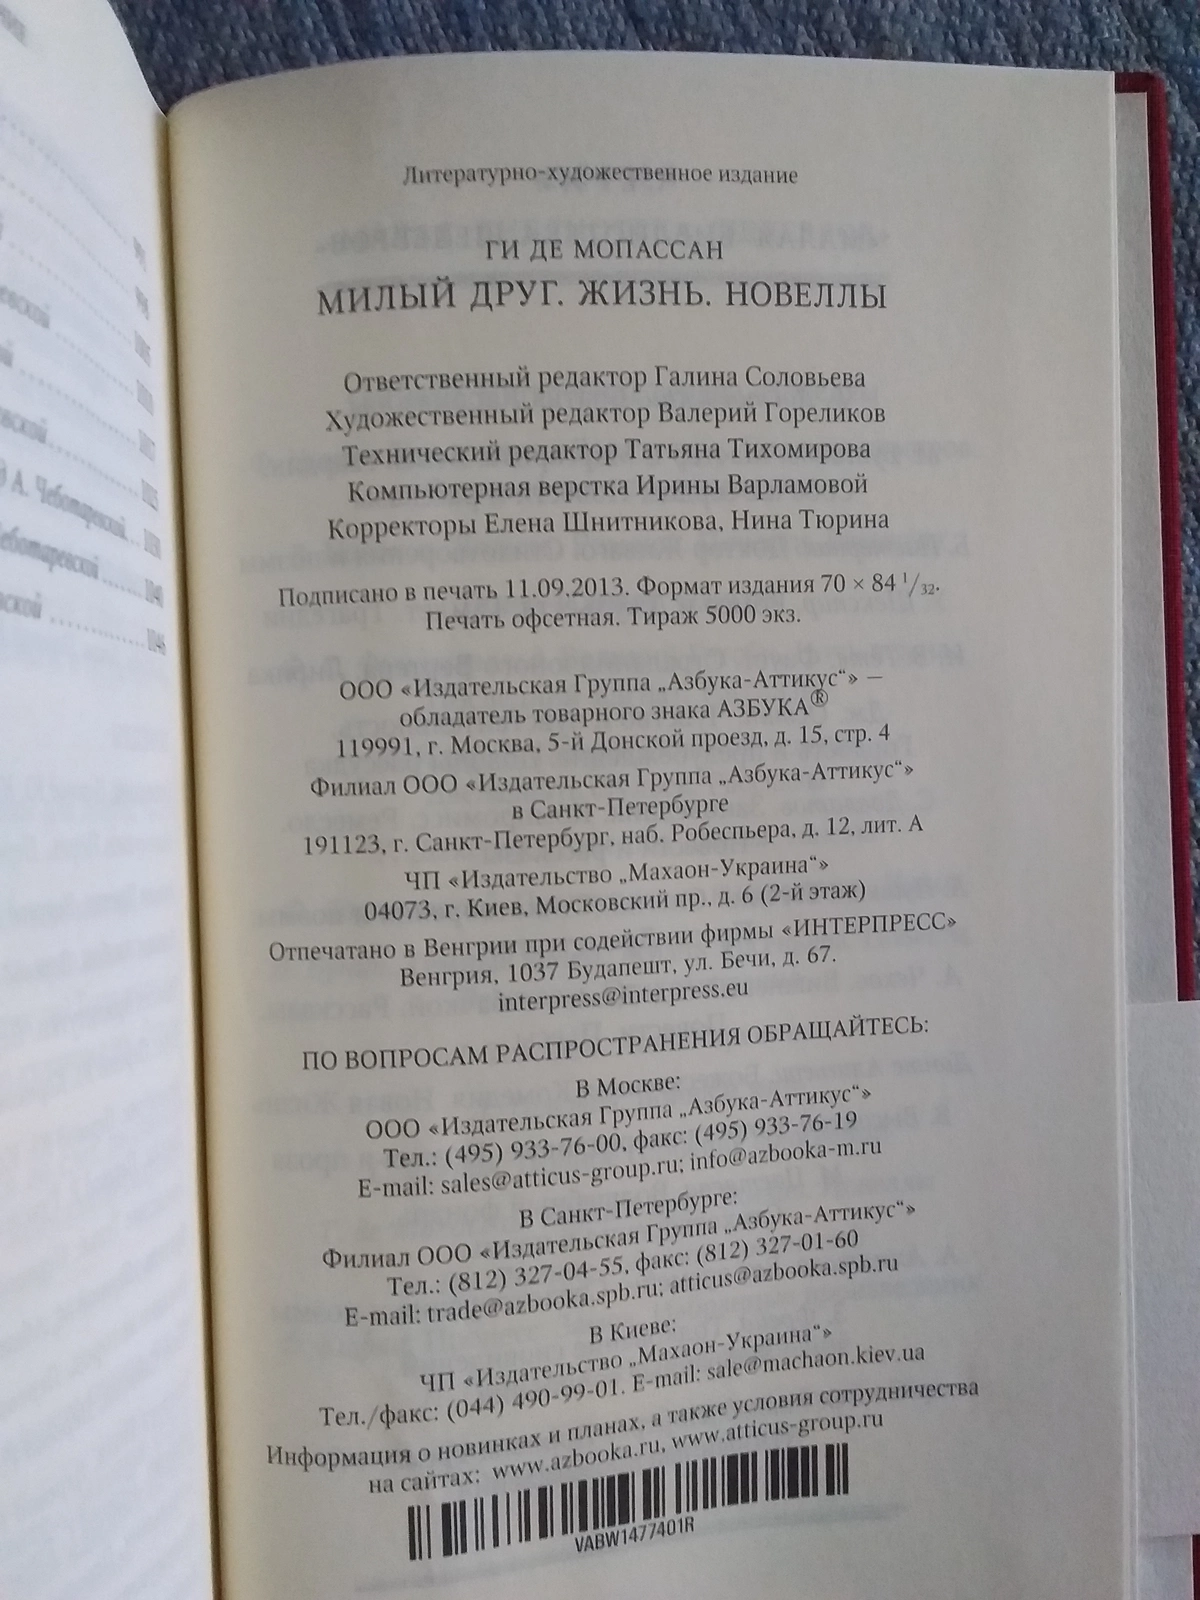 евской
ой
евской
й А. Чеботаревской
Чеботаревской
вской
1046
Литературно-художественное издание
ГИ ДЕ МОПАССАН
МИЛЫЙ ДРУГ. ЖИЗНЬ. НОВЕЛЛЫ
Ответственный редактор Галина Соловьева
Художественный редактор Валерий Гореликов
Технический редактор Татьяна Тихомирова
Компьютерная верстка Ирины Варламовой
Корректоры Елена Шнитникова, Нина Тюрина
Подписано в печать 11.09.2013. Формат издания 70 × 84 1/32.
Печать офсетная. Тираж 5000 экз.
ООО «Издательская Группа „Азбука-Аттикус“» —
обладатель товарного знака АЗБУКА®
119991, г. Москва, 5-й Донской проезд, д. 15, стр. 4
Филиал ООО «Издательская Группа „Азбука-Аттикус“»
в Санкт-Петербурге
191123, г. Санкт-Петербург, наб. Робеспьера, д. 12, лит. А
ЧП «Издательство „Махаон-Украина“»
04073, г. Киев, Московский пр., д. 6 (2-й этаж)
Отпечатано в Венгрии при содействии фирмы «ИНТЕРПРЕСС»
Венгрия, 1037 Будапешт, ул. Бечи, д. 67.
interpress@interpress.eu
ПО ВОПРОСАМ РАСПРОСТРАНЕНИЯ ОБРАЩАЙТЕСЬ:
В Москве:
ООО «Издательская Группа „Азбука-Аттикус“»
Тел.: (495) 933-76-00, факс: (495) 933-76-19
E-mail: sales@atticus-group.ru; info@azbooka-m.ru
В Санкт-Петербурге:
Филиал ООО «Издательская Группа „Азбука-Аттикус“»
Тел.: (812) 327-04-55, факс: (812) 327-01-60
E-mail: trade@azbooka.spb.ru; atticus@azbooka.spb.ru
В Киеве:
ЧП «Издательство „Махаон-Украина“»
Тел./факс: (044) 490-99-01. E-mail: sale@machaon.kiev.ua
Информация о новинках и планах, а также условия сотрудничества
на сайтах: www.azbooka.ru, www.atticus-group.ru
VABW1477401R